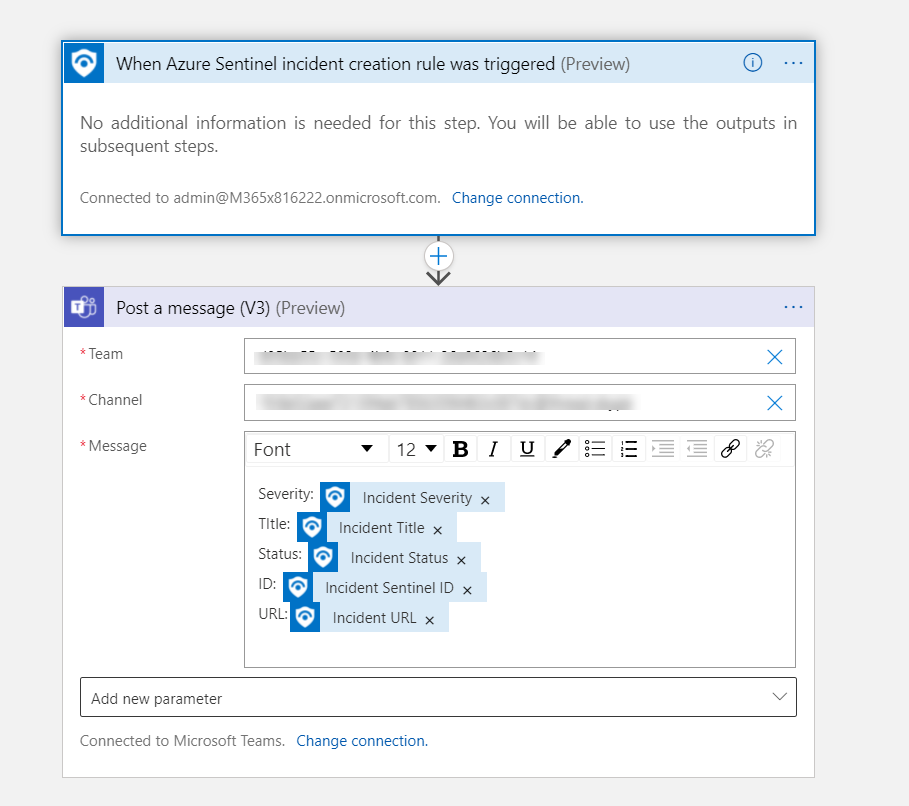 When Azure Sentinel incident creation rule was triggered (Preview)
No additional information is needed for this step. You will be able to use the outputs in
subsequent steps.
Connected to admin@M365x816222.onmicrosoft.com. Change connection.
Post a message (V3) (Preview)
*Team
*Channel
*Message
Font 12 B I U
Severity: Incident Severity ×
TItle: Incident Title ×
Status: Incident Status ×
ID: Incident Sentinel ID ×
URL: Incident URL ×
Add new parameter
Connected to Microsoft Teams. Change connection.